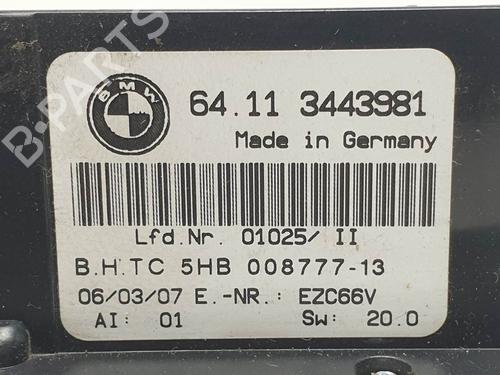 B-PARTS
BMW
64.11 3443981
Made in Germany
Lfd.Nr. 01025/ II
B.H.TC 5HB 008777-13
06/03/07 E.-NR.: EZC66V
AI: 01 Sw: 20.0